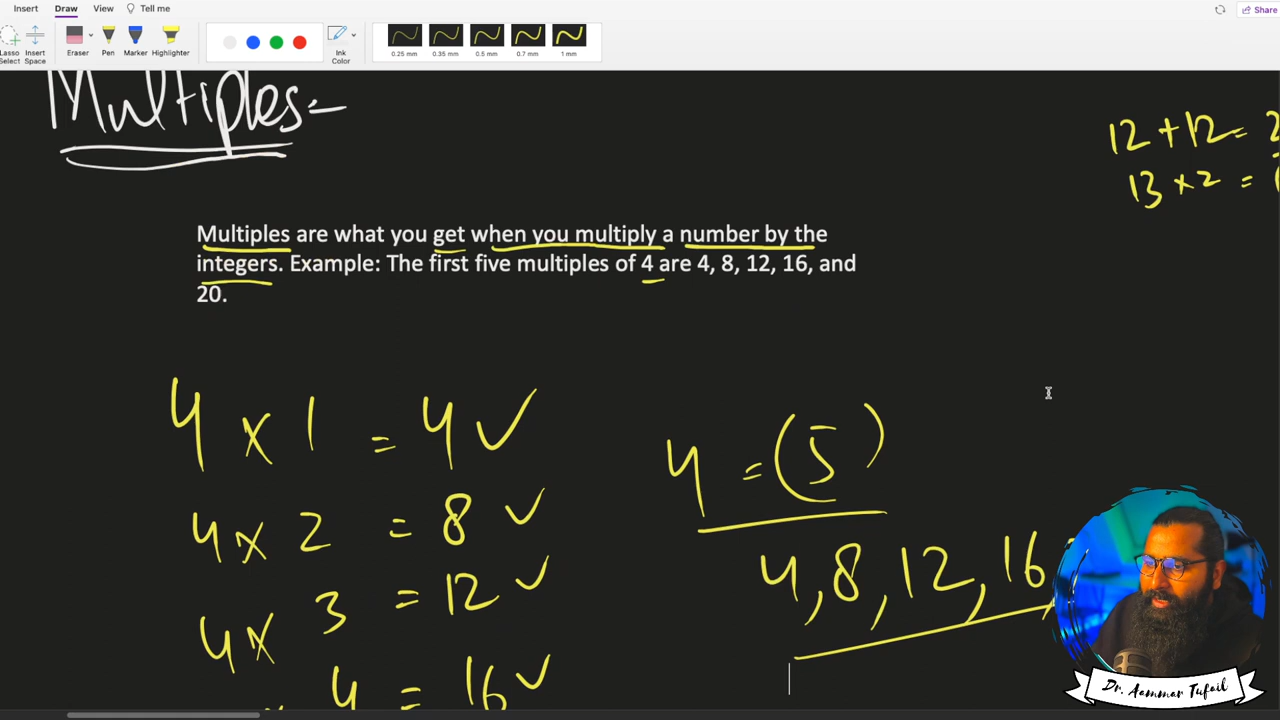 Insert Draw View Tell me
Share
Lasso Select
Insert Space
Eraser
Pen
Marker
Highlighter
Ink Color
0.25 mm
0.35 mm
0.5 mm
0.7 mm
1 mm
Multiples:-
12 + 12 = 2
13 x 2 =
Multiples are what you get when you multiply a number by the
integers. Example: The first five multiples of 4 are 4, 8, 12, 16, and
20.
4 x 1 = 4 ✓
4 x 2 = 8 ✓
4 x 3 = 12 ✓
4 = 16 ✓
4 = (5)
4, 8, 12, 16,
Dr. Aammar Tufail